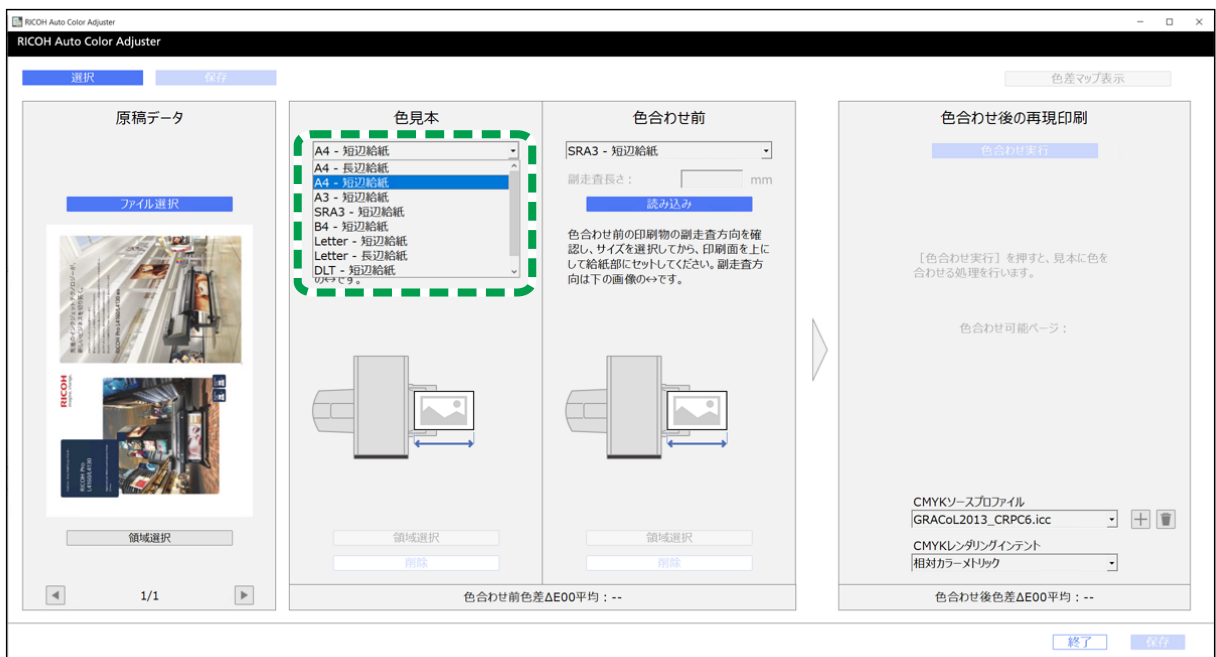 RICOH Auto Color Adjuster
RICOH Auto Color Adjuster
選択
保存
色差マップ表示
原稿データ
ファイル選択
RICOH
RICOH Pro
L4160/L4130
領域選択
1/1
色見本
A4 - 短辺給紙
A4 - 長辺給紙
A4 - 短辺給紙
A3 - 短辺給紙
SRA3 - 短辺給紙
B4 - 短辺給紙
Letter - 短辺給紙
Letter - 長辺給紙
DLT - 短辺給紙
の↔です。
領域選択
削除
色合わせ前
SRA3 - 短辺給紙
副走査長さ：
mm
読み込み
色合わせ前の印刷物の副走査方向を確
認し、サイズを選択してから、印刷面を上に
して給紙部にセットしてください。副走査方
向は下の画像の↔です。
領域選択
削除
色合わせ前色差ΔE00平均：--
色合わせ後の再現印刷
色合わせ実行
［色合わせ実行］を押すと、見本に色を
合わせる処理を行います。
色合わせ可能ページ：
CMYKソースプロファイル
GRACoL2013_CRPC6.icc
CMYKレンダリングインテント
相対カラーメトリック
色合わせ後色差ΔE00平均：--
終了
保存